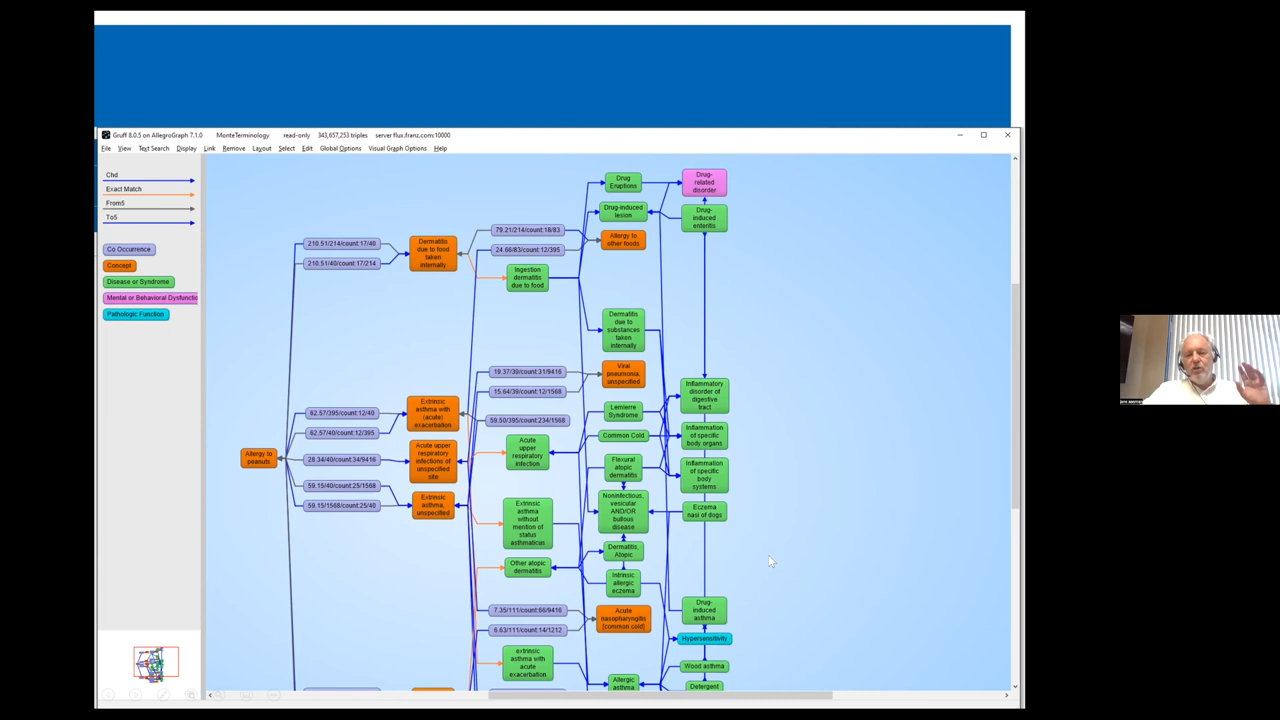 Gruff 8.0.5 on AllegroGraph 7.1.0 MonteTerminology read-only 343,657,253 triples server flux.franz.com:10000
File View Text Search Display Link Remove Layout Select Edit Global Options Visual Graph Options Help
Chd
Exact Match
From5
To5
Co Occurrence
Concept
Disease or Syndrome
Mental or Behavioral Dysfunctio
Pathologic Function
Allergy to
peanuts
210.51/214/count:17/40
210.51/40/count:17/214
62.57/395/count:12/40
62.57/40/count:12/395
28.34/40/count:34/9416
59.15/40/count:25/1568
59.15/1568/count:25/40
Dermatitis
due to food
taken
internally
Extrinsic
asthma with
(acute)
exacerbation
Acute upper
respiratory
infections of
unspecified
site
Extrinsic
asthma,
unspecified
79.21/214/count:18/83
24.66/83/count:12/395
Ingestion
dermatitis
due to food
19.37/39/count:31/9416
15.64/39/count:12/1568
59.50/395/count:234/1568
Acute
upper
respiratory
infection
Extrinsic
asthma
without
mention of
status
asthmaticus
Other atopic
dermatitis
7.35/111/count:66/9416
6.63/111/count:14/1212
extrinsic
asthma with
acute
exacerbation
Drug
Eruptions
Drug-induced
lesion
Allergy to
other foods
Dermatitis
due to
substances
taken
internally
Viral
pneumonia,
unspecified
Lemierre
Syndrome
Common Cold
Flexural
atopic
dermatitis
Noninfectious,
vesicular
AND/OR
bullous
disease
Dermatitis,
Atopic
Intrinsic
allergic
eczema
Acute
nasopharyngitis
[common cold]
Allergic
asthma
Drug-
related
disorder
Drug-
induced
enteritis
Inflammatory
disorder of
digestive
tract
Inflammation
of specific
body organs
Inflammation
of specific
body
systems
Eczema
nasi of dogs
Drug-
induced
asthma
Hypersensitivity
Wood asthma
Detergent